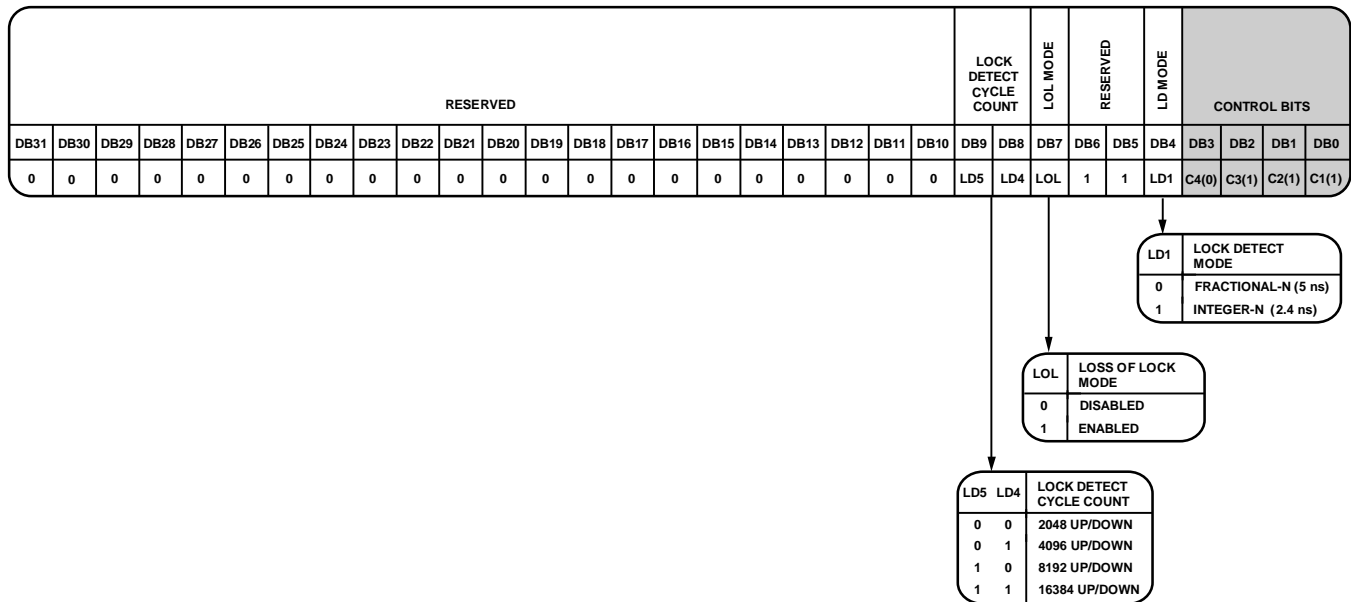 RESERVED
LOCK
DETECT
CYCLE
COUNT
LOL MODE
RESERVED
LD MODE
CONTROL BITS
DB31 DB30 DB29 DB28 DB27 DB26 DB25 DB24 DB23 DB22 DB21 DB20 DB19 DB18 DB17 DB16 DB15 DB14 DB13 DB12 DB11 DB10 DB9 DB8 DB7 DB6 DB5 DB4 DB3 DB2 DB1 DB0
0 0 0 0 0 0 0 0 0 0 0 0 0 0 0 0 0 0 0 0 0 0 LD5 LD4 LOL 1 1 LD1 C4(0) C3(1) C2(1) C1(1)
LD1 LOCK DETECT
MODE
0 FRACTIONAL-N (5 ns)
1 INTEGER-N (2.4 ns)
LOL LOSS OF LOCK
MODE
0 DISABLED
1 ENABLED
LD5 LD4 LOCK DETECT
CYCLE COUNT
0 0 2048 UP/DOWN
0 1 4096 UP/DOWN
1 0 8192 UP/DOWN
1 1 16384 UP/DOWN